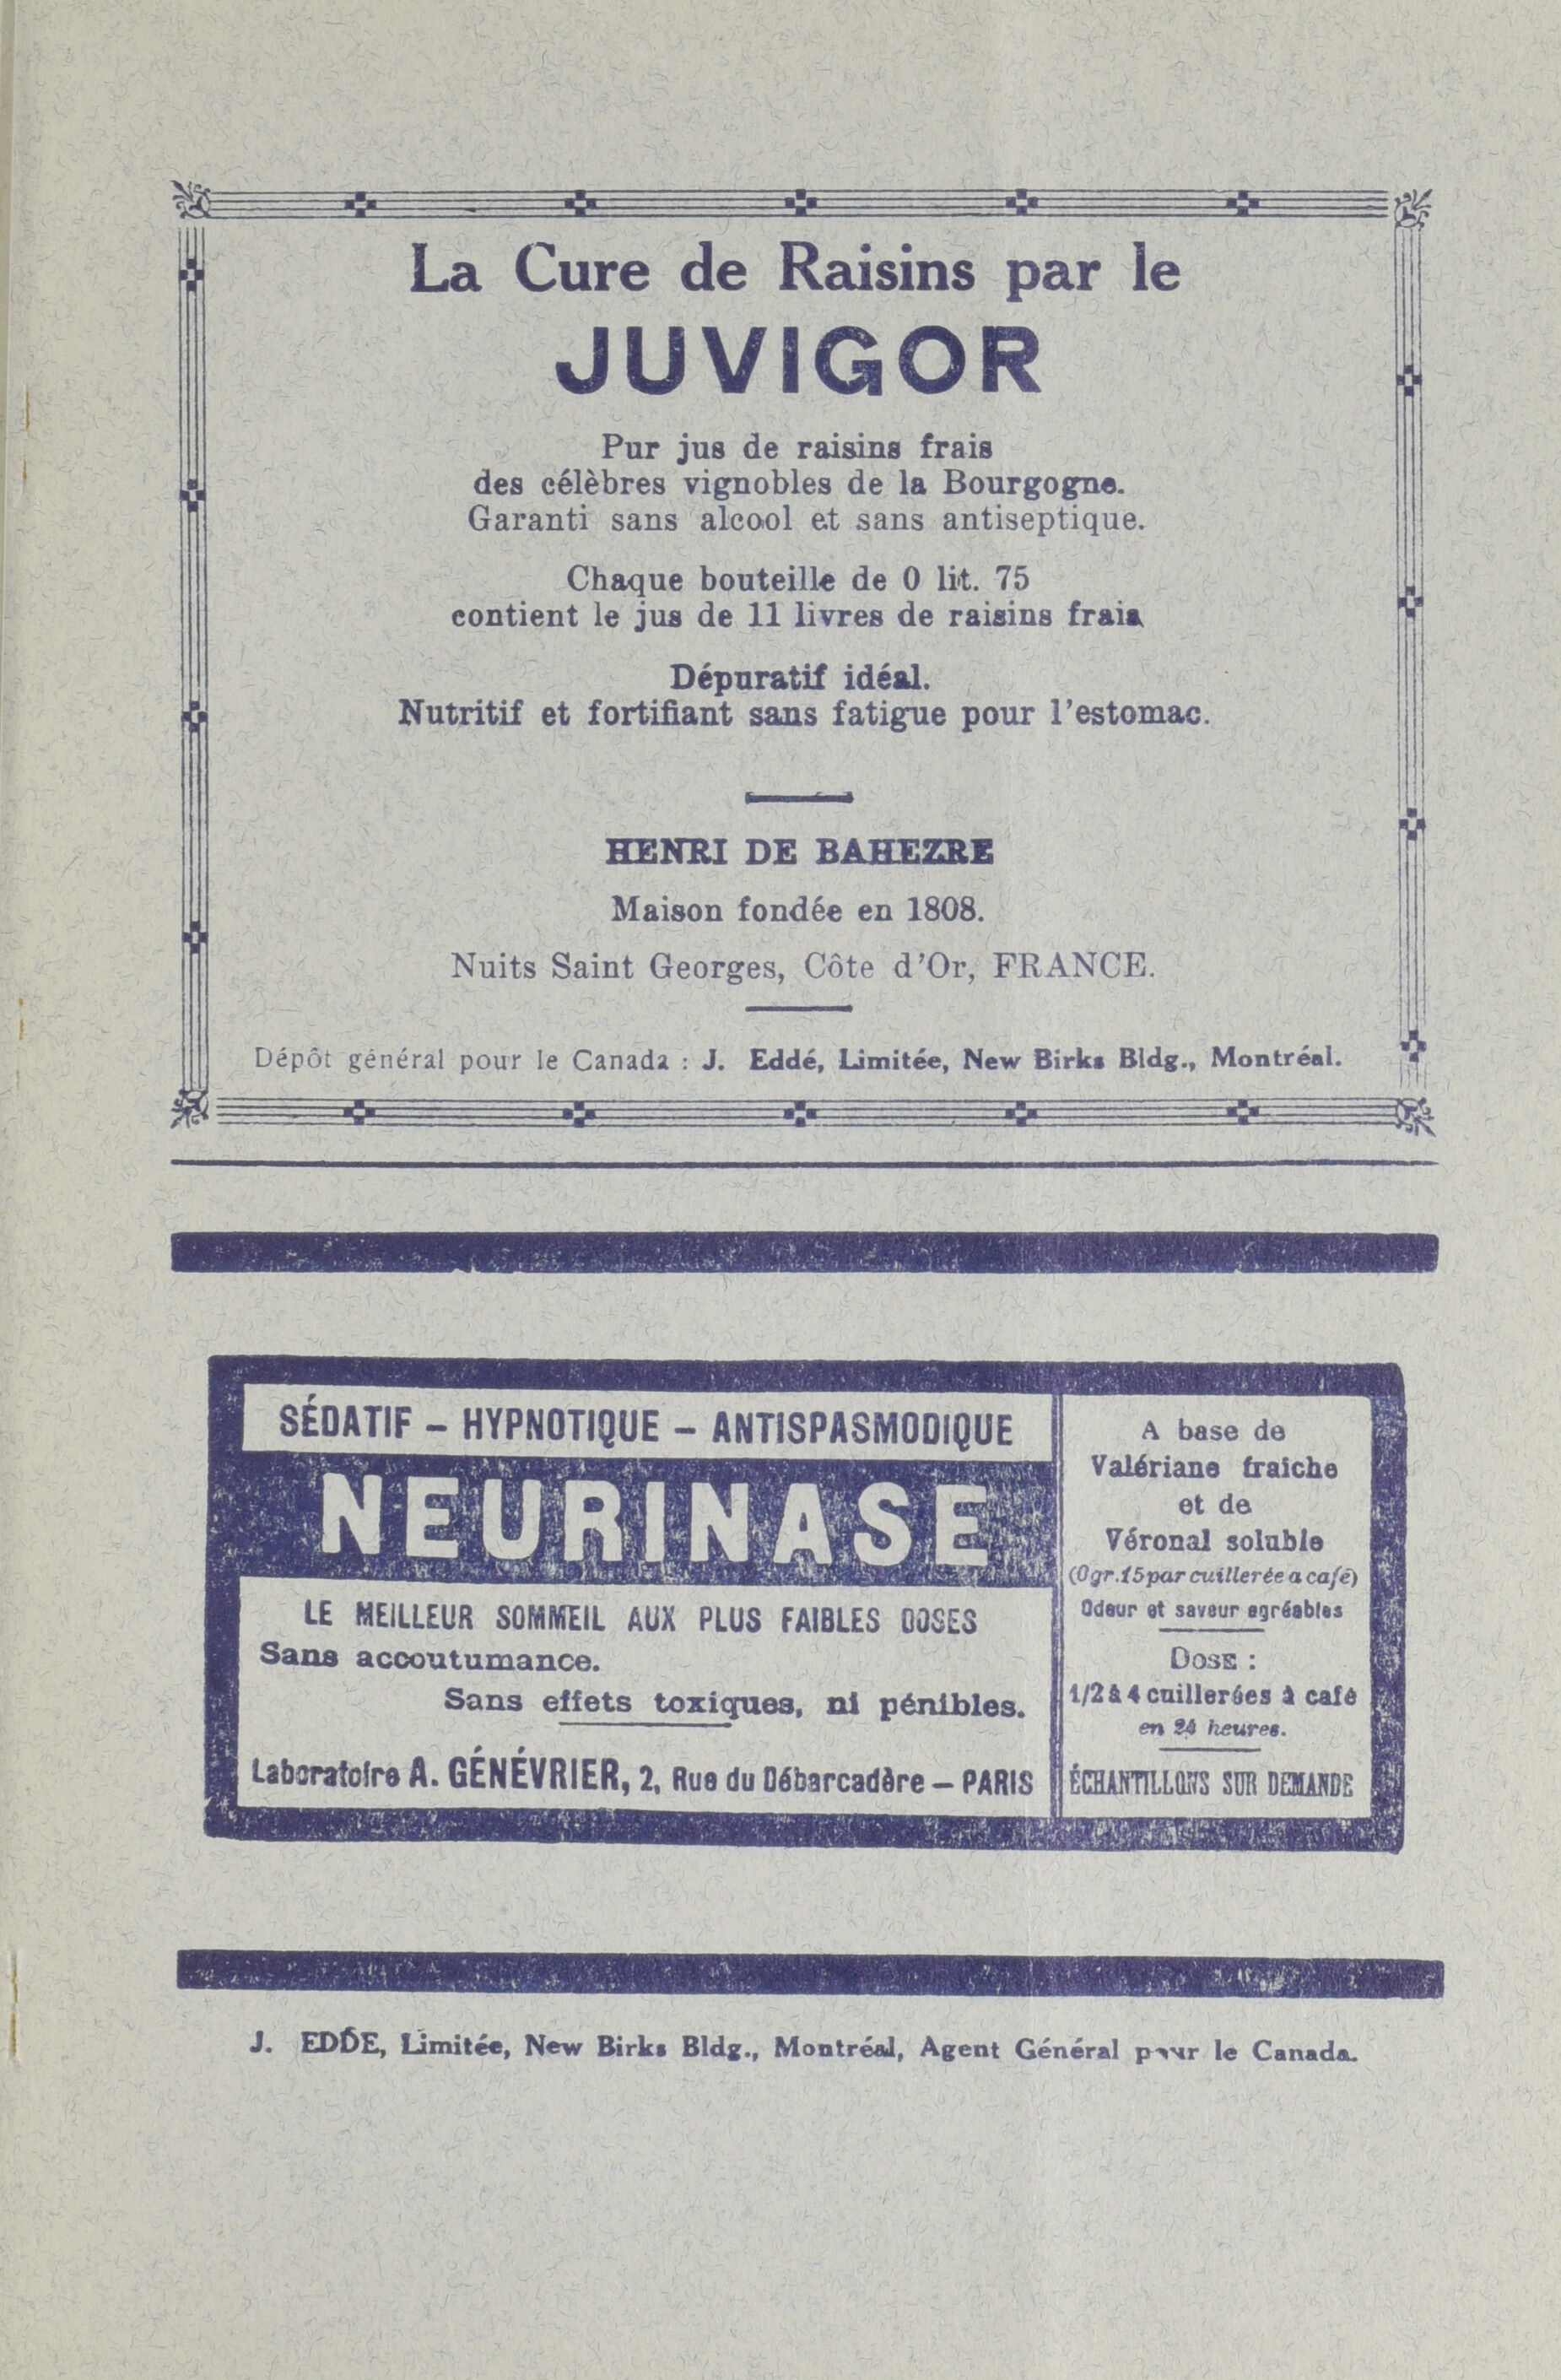 La Cure de Raisins par le
JUVIGOR
Pur jus de raisins frais
des célèbres vignobles de la Bourgogne.
Garanti sans alcool et sans antiseptique.
Chaque bouteille de 0 lit. 75
contient le jus de 11 livres de raisins frais
Dépuratif idéal.
Nutritif et fortifiant sans fatigue pour l'estomac.
HENRI DE BAHEZRE
Maison fondée en 1808.
Nuits Saint Georges, Côte d'Or, FRANCE.
Dépôt général pour le Canada : J. Eddé, Limitée, New Birks Bldg., Montréal.
SÉDATIF – HYPNOTIQUE – ANTISPASMODIQUE
NEURINASE
LE MEILLEUR SOMMEIL AUX PLUS FAIBLES DOSES
Sans accoutumance.
Sans effets toxiques, ni pénibles.
Laboratoire A. GÉNÉVRIER, 2, Rue du Débarcadère – PARIS
A base de
Valériane fraîche
et de
Véronal soluble
(0gr.15 par cuillerée a café)
Odeur et saveur agréables
DOSE :
1/2 à 4 cuillerées à café
en 24 heures.
ÉCHANTILLONS SUR DEMANDE
J. EDDÉ, Limitée, New Birks Bldg., Montréal, Agent Général pour le Canada.